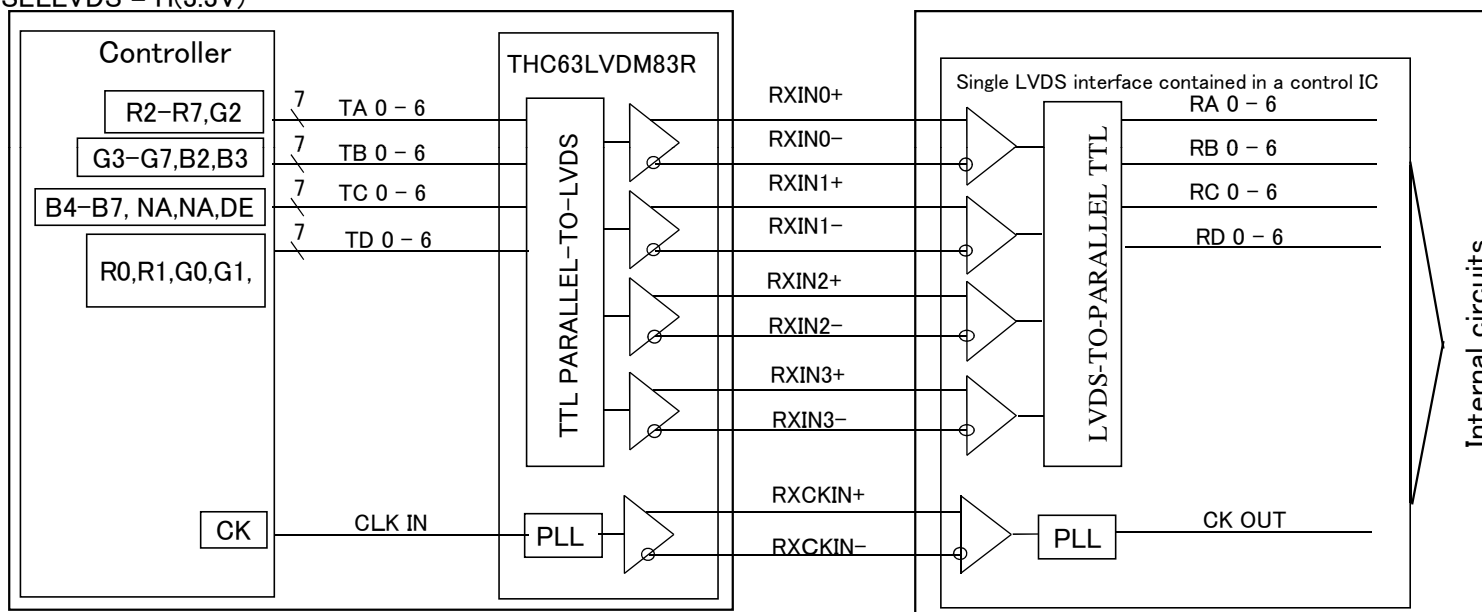 SELLVDS = H(3.3V)
Controller
THC63LVDM83R
Single LVDS interface contained in a control IC
R2-R7,G2
7
TA 0 - 6
RXIN0+
RA 0 - 6
G3-G7,B2,B3
7
TB 0 - 6
RXIN0-
RB 0 - 6
B4-B7, NA,NA,DE
7
TC 0 - 6
RXIN1+
RC 0 - 6
R0,R1,G0,G1,
7
TD 0 - 6
RXIN1-
RD 0 - 6
TTL PARALLEL-TO-LVDS
RXIN2+
RXIN2-
RXIN3+
RXIN3-
LVDS-TO-PARALLEL TTL
Internal circuits
CK
CLK IN
PLL
RXCKIN+
RXCKIN-
PLL
CK OUT